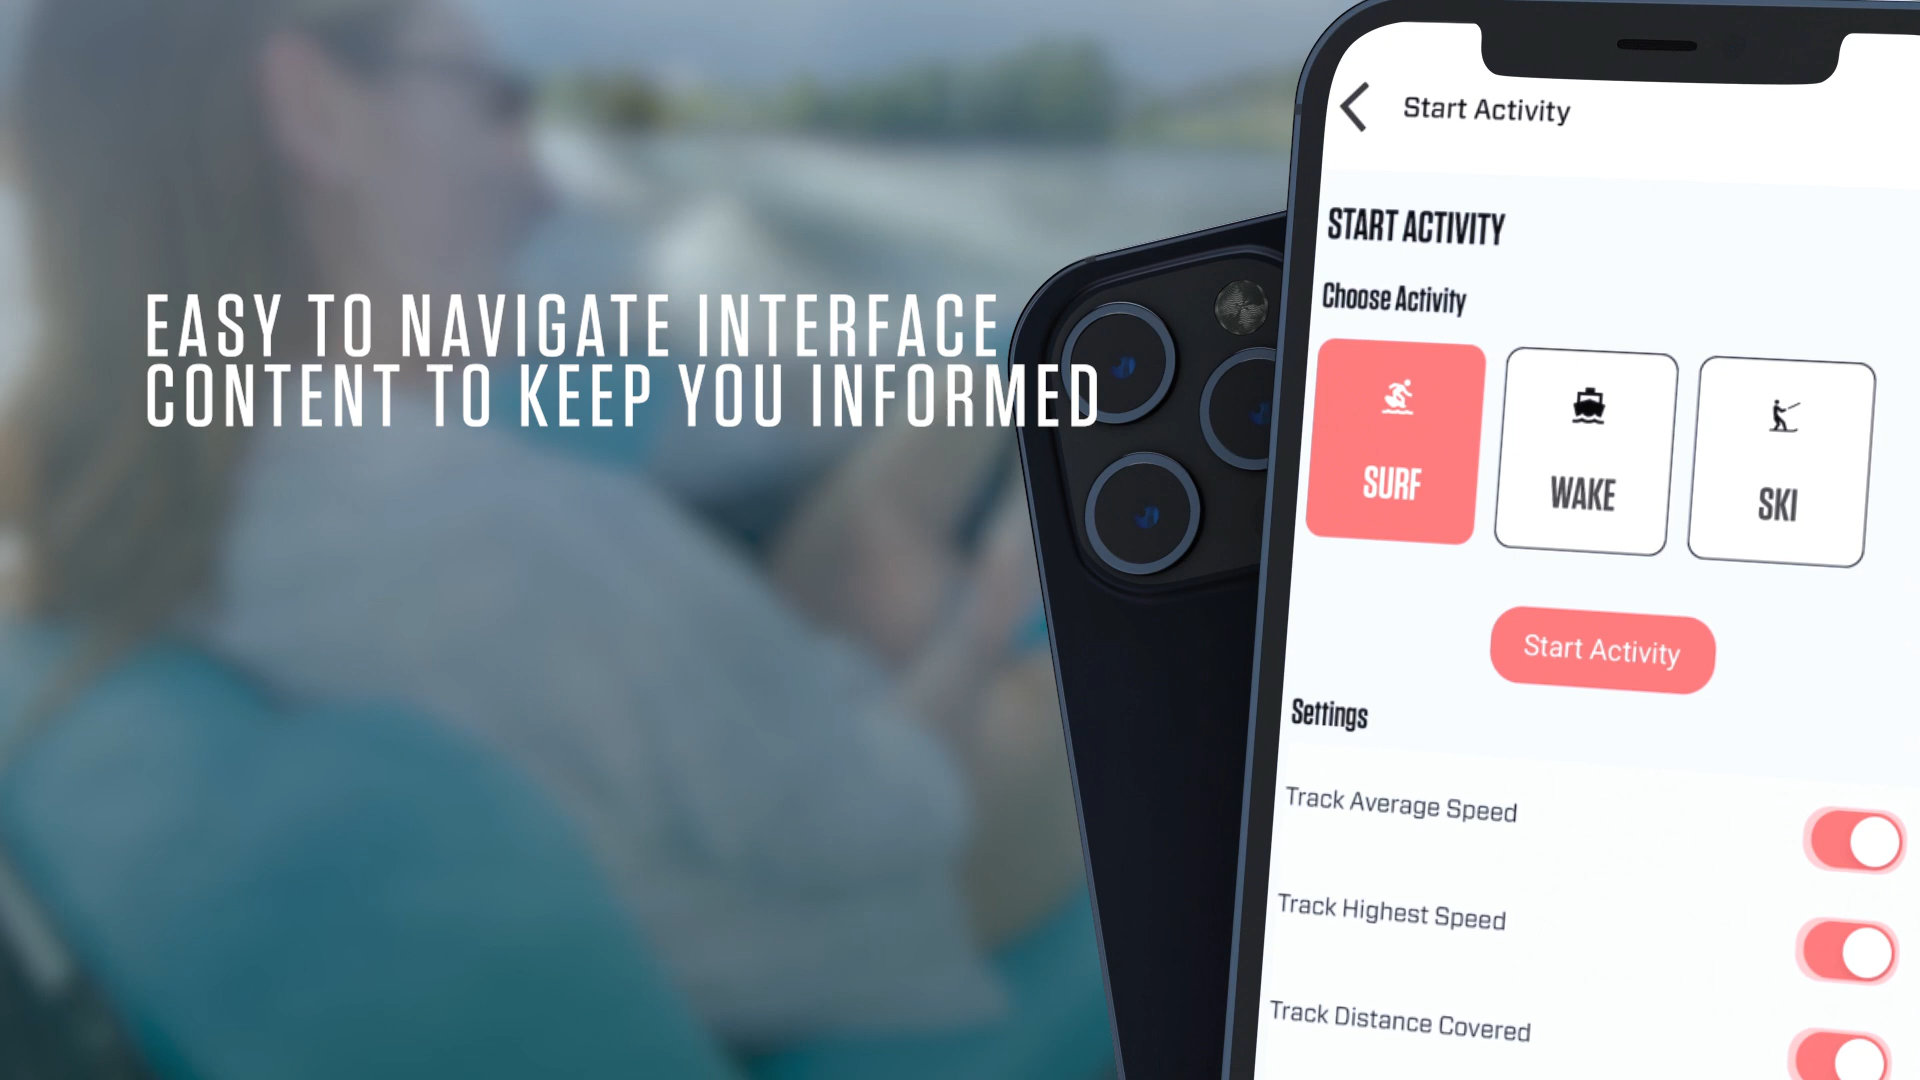 EASY TO NAVIGATE INTERFACE
CONTENT TO KEEP YOU INFORMED
Start Activity
START ACTIVITY
Choose Activity
SURF
WAKE
SKI
Start Activity
Settings
Track Average Speed
Track Highest Speed
Track Distance Covered